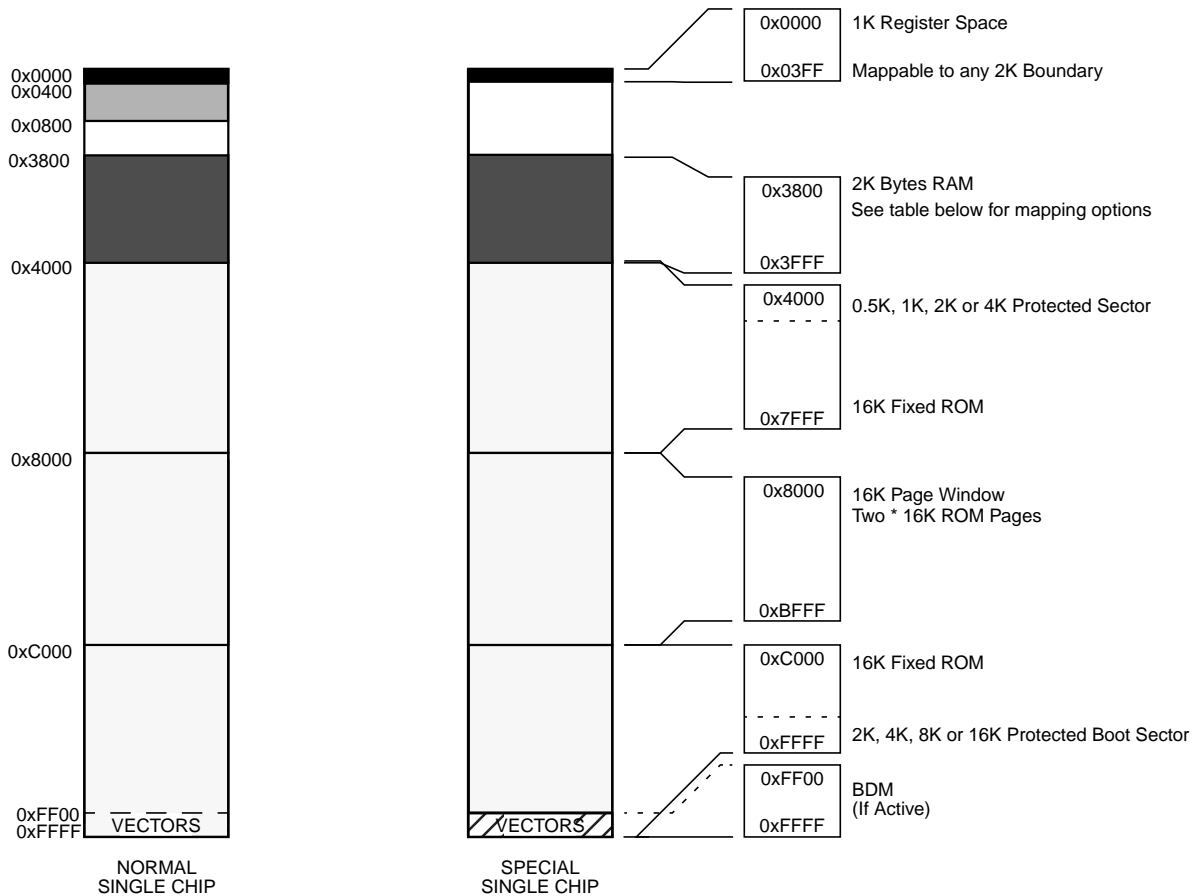 0x0000
0x0400
0x0800
0x3800
0x4000
0x8000
0xC000
0xFF00
0xFFFF
VECTORS
NORMAL
SINGLE CHIP
VECTORS
SPECIAL
SINGLE CHIP
0x0000
1K Register Space
0x03FF
Mappable to any 2K Boundary
0x3800
2K Bytes RAM
See table below for mapping options
0x3FFF
0x4000
0.5K, 1K, 2K or 4K Protected Sector
0x7FFF
16K Fixed ROM
0x8000
16K Page Window
Two * 16K ROM Pages
0xBFFF
0xC000
16K Fixed ROM
0xFFFF
2K, 4K, 8K or 16K Protected Boot Sector
0xFF00
BDM
(If Active)
0xFFFF